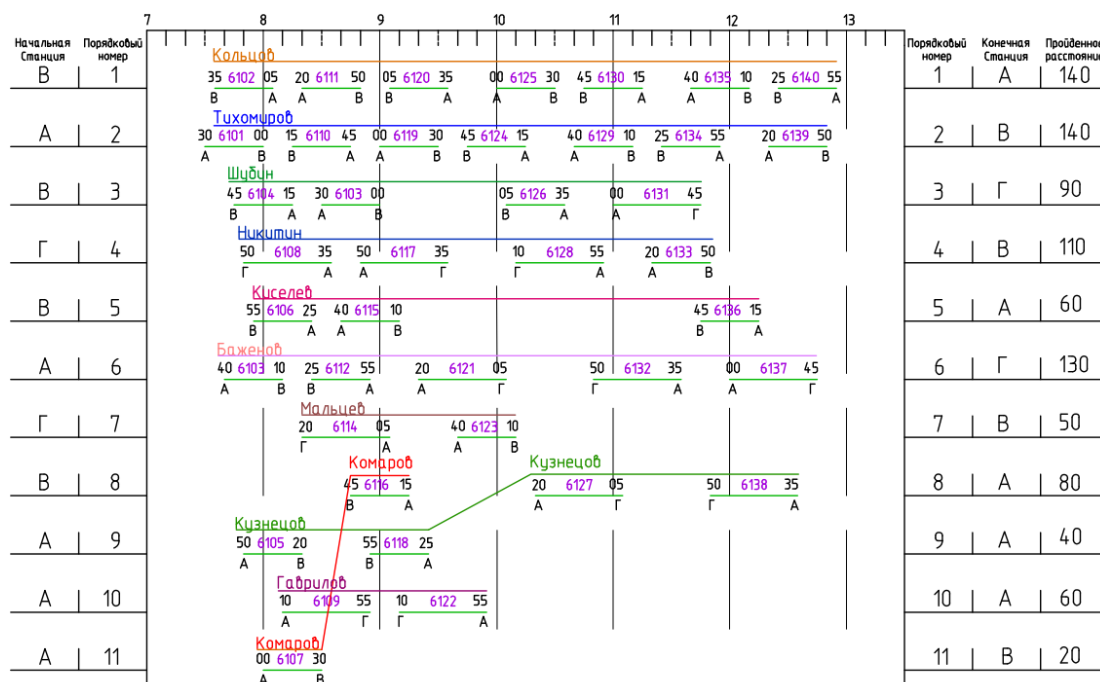 7 8 9 10 11 12 13
Начальная Станция Порядковый номер Порядковый номер Конечная Станция Пройденное расстояние
Кольцов
В 1 35 6102 05 20 6111 50 05 6120 35 00 6125 30 45 6130 15 40 6135 10 25 6140 55 1 А 140
В А А В В А А В В А А В В А
Тихомиров
А 2 30 6101 00 15 6110 45 00 6119 30 45 6124 15 40 6129 10 25 6134 55 20 6139 50 2 В 140
А В В А А В В А А В В А А В
Шубин
В 3 45 6104 15 30 6103 00 05 6126 35 00 6131 45 3 Г 90
В А А В В А А Г
Никитин
Г 4 50 6108 35 50 6117 35 10 6128 55 20 6133 50 4 В 110
Г А А Г Г А А В
Киселев
В 5 55 6106 25 40 6115 10 45 6136 15 5 А 60
В А А В В А
Баженов
А 6 40 6103 10 25 6112 55 20 6121 05 50 6132 35 00 6137 45 6 Г 130
А В В А А Г Г А А Г
Мальцев
Г 7 20 6114 05 40 6123 10 7 В 50
Г А А В
Комаров Кузнецов
В 8 45 6116 15 20 6127 05 50 6138 35 8 А 80
В А А Г Г А
Кузнецов
А 9 50 6105 20 55 6118 25 9 А 40
А В В А
Гаврилов
А 10 10 6109 55 10 6122 55 10 А 60
А Г Г А
Комаров
А 11 00 6107 30 11 В 20
А В